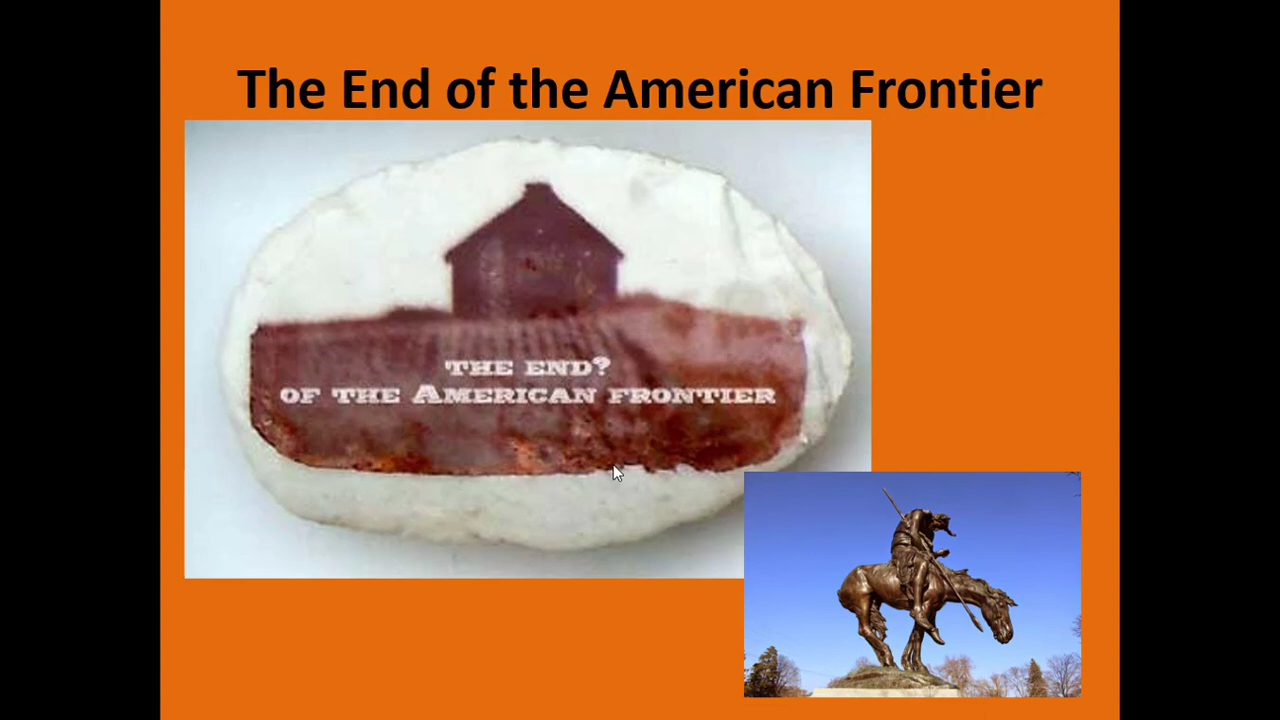 The End of the American Frontier
THE END?
OF THE AMERICAN FRONTIER